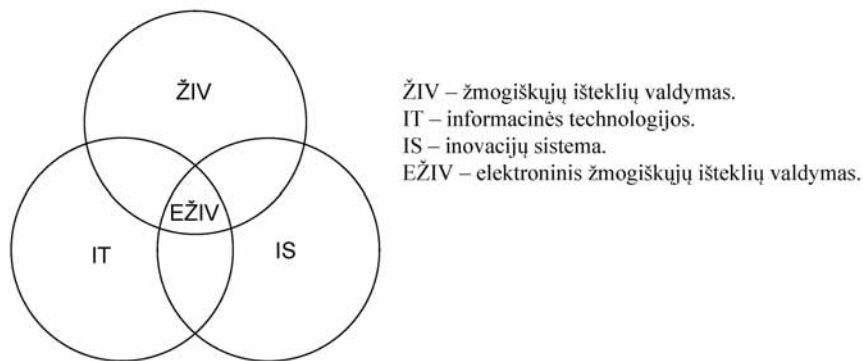 ŽIV
EŽIV
IT
IS
ŽIV – žmogiškųjų išteklių valdymas.
IT – informacinės technologijos.
IS – inovacijų sistema.
EŽIV – elektroninis žmogiškųjų išteklių valdymas.